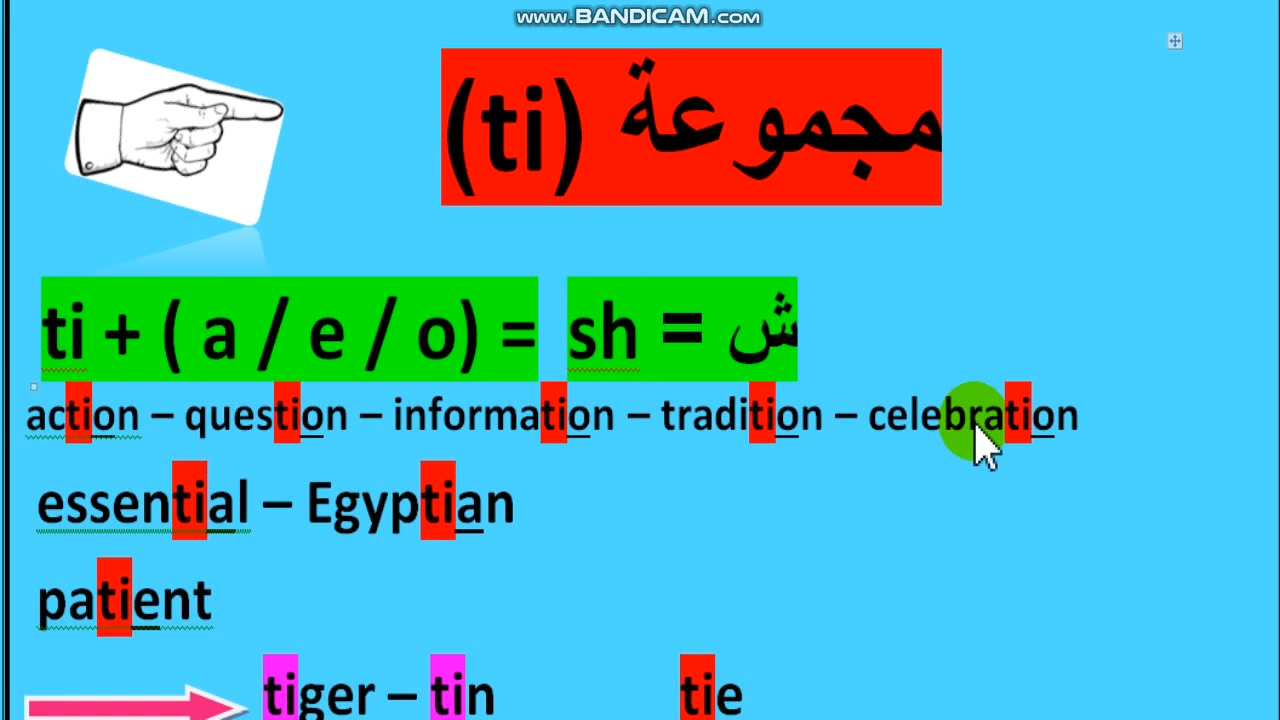 www.BANDICAM.com
مجموعة (ti)
ti + ( a / e / o) = sh = ش
action – question – information – tradition – celebration
essential – Egyptian
patient
tiger – tin tie